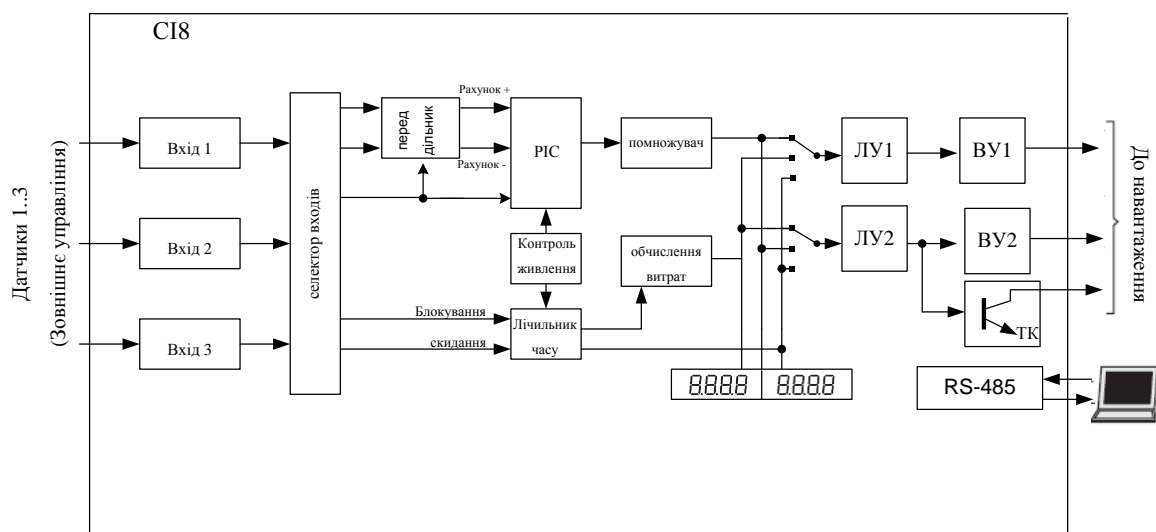 СІ8
Датчики 1..3
(Зовнішнє управління)
Вхід 1
Вхід 2
Вхід 3
селектор входів
перед
дільник
Рахунок +
Рахунок -
РІС
помножувач
Контроль
живлення
обчислення
витрат
Блокування
скидання
Лічильник
часу
8.8.8.8
8.8.8.8
ЛУ1
ВУ1
ЛУ2
ВУ2
ТК
RS-485
До навантаження